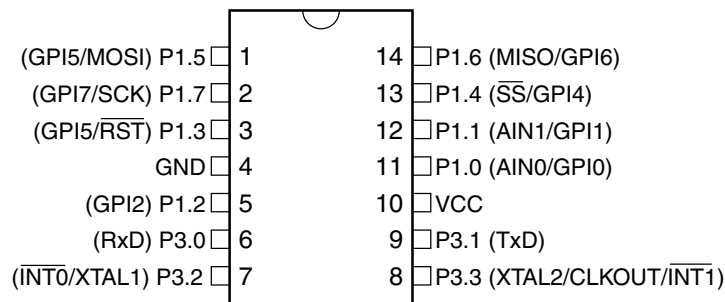 (GPI5/MOSI) P1.5 1 14 P1.6 (MISO/GPI6)
(GPI7/SCK) P1.7 2 13 P1.4 (SS/GPI4)
(GPI5/RST) P1.3 3 12 P1.1 (AIN1/GPI1)
GND 4 11 P1.0 (AIN0/GPI0)
(GPI2) P1.2 5 10 VCC
(RxD) P3.0 6 9 P3.1 (TxD)
(INT0/XTAL1) P3.2 7 8 P3.3 (XTAL2/CLKOUT/INT1)